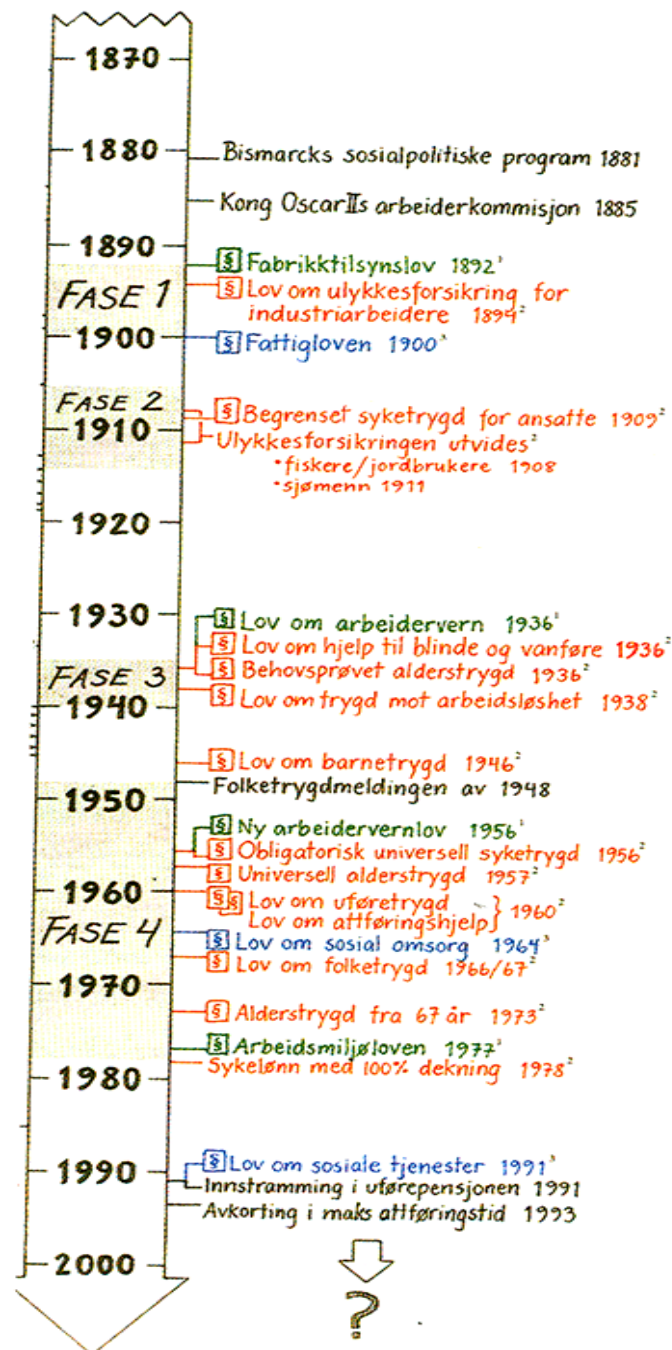 1870
1880
Bismarcks sosialpolitiske program 1881
Kong Oscar IIs arbeiderkommisjon 1885
1890
§ Fabrikktilsynslov 1892¹
FASE 1
§ Lov om ulykkesforsikring for
industriarbeidere 1894²
1900
§ Fattigloven 1900³
FASE 2
§ Begrenset syketrygd for ansatte 1909²
1910
Ulykkesforsikringen utvides²
•fiskere/jordbrukere 1908
•sjømenn 1911
1920
1930
§ Lov om arbeidervern 1936¹
§ Lov om hjelp til blinde og vanføre 1936²
FASE 3
§ Behovsprøvet alderstrygd 1936²
1940
§ Lov om trygd mot arbeidsløshet 1938²
§ Lov om barnetrygd 1946²
Folketrygdmeldingen av 1948
1950
§ Ny arbeidervernlov 1956¹
§ Obligatorisk universell syketrygd 1956²
§ Universell alderstrygd 1957²
1960
§ Lov om uføretrygd
§ Lov om attføringshjelp } 1960²
FASE 4
§ Lov om sosial omsorg 1964³
§ Lov om folketrygd 1966/67²
1970
§ Alderstrygd fra 67 år 1973²
§ Arbeidsmiljøloven 1977¹
Sykelønn med 100% dekning 1978²
1980
§ Lov om sosiale tjenester 1991³
1990
Innstramming i uførepensjonen 1991
Avkorting i maks attføringstid 1993
2000
?